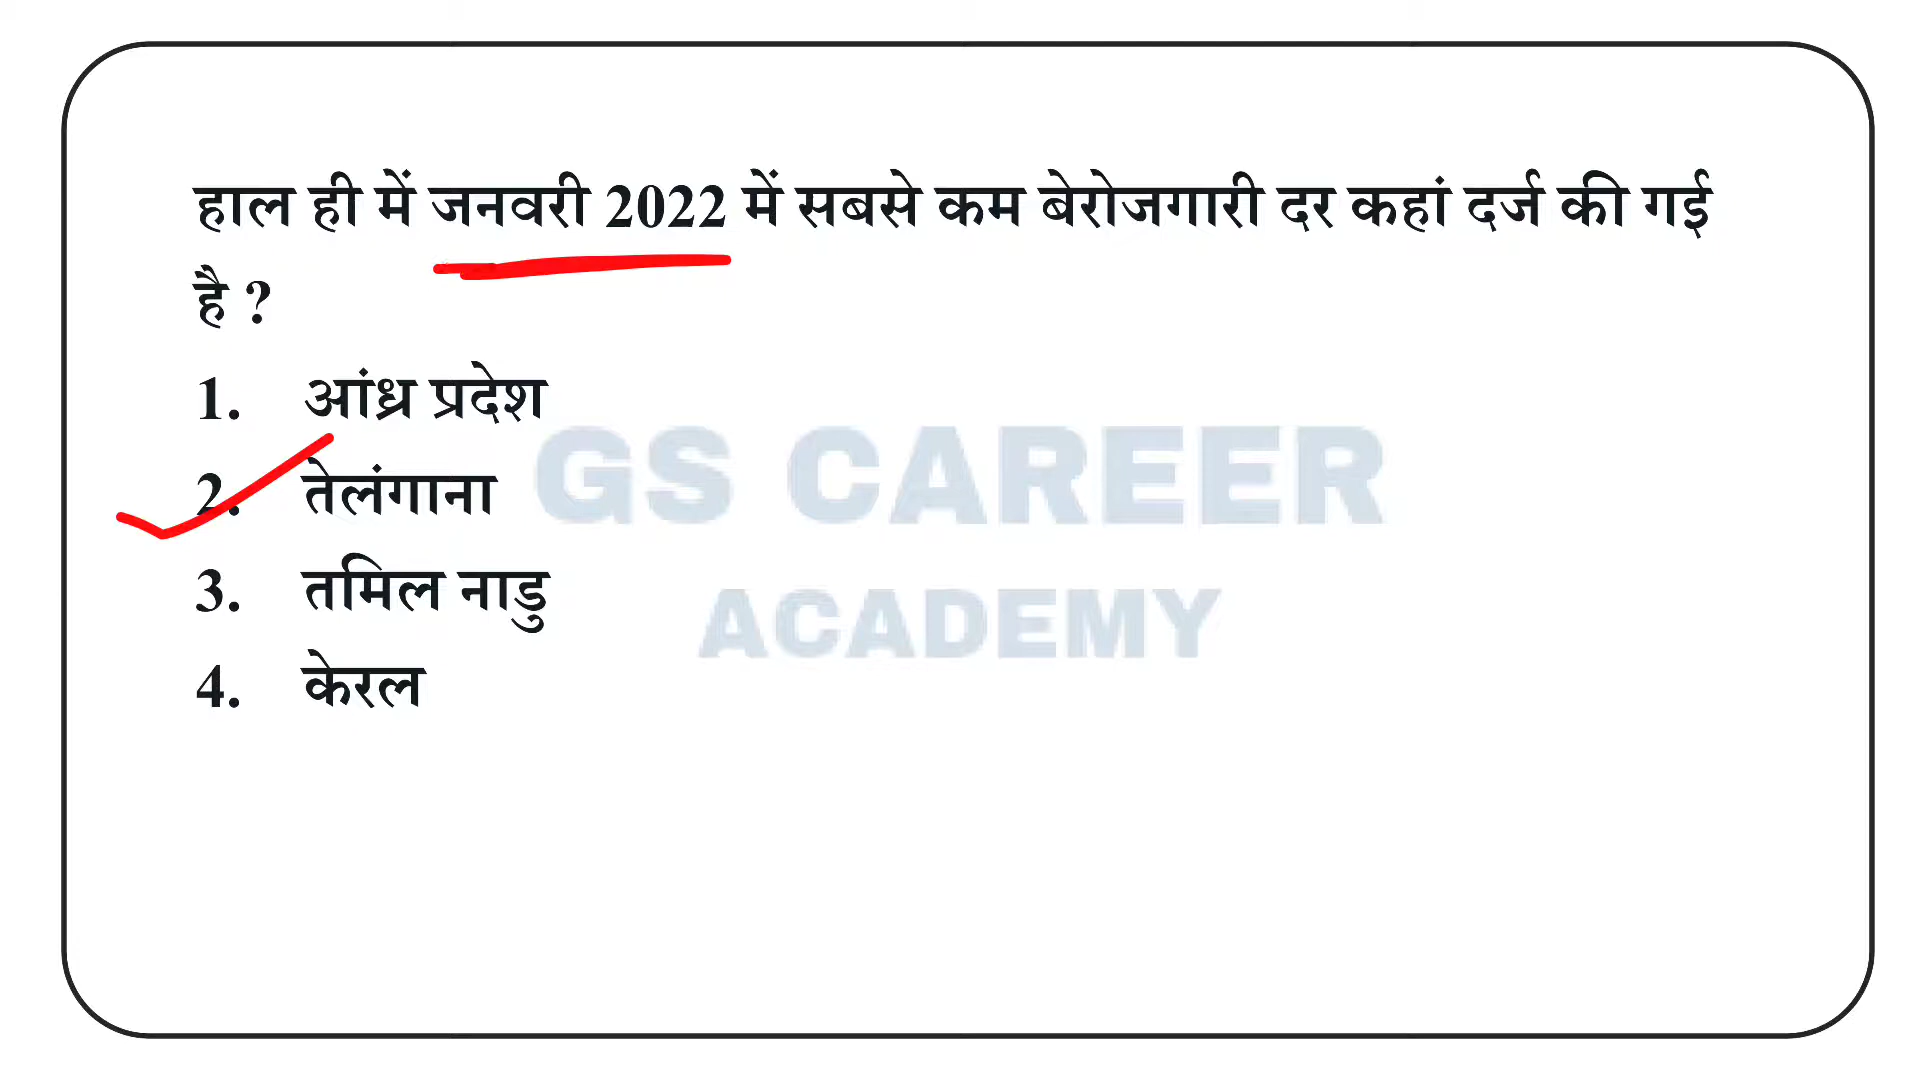 हाल ही में जनवरी 2022 में सबसे कम बेरोजगारी दर कहां दर्ज की गई
है ?
1. आंध्र प्रदेश
2. तेलंगाना
3. तमिल नाडु
4. केरल
GS CAREER
ACADEMY